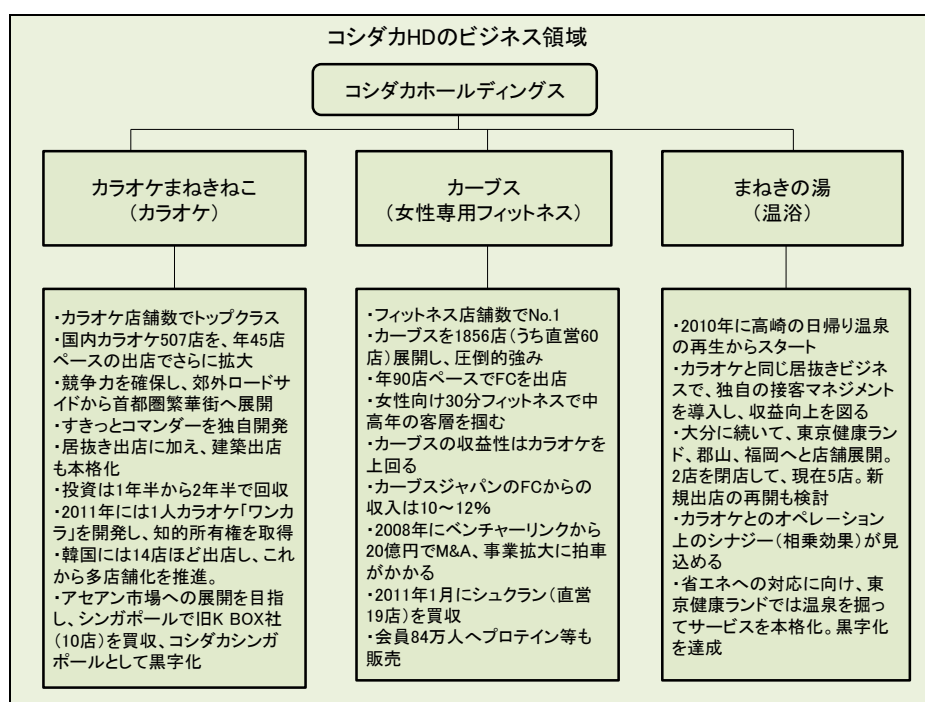 コシダカHDのビジネス領域
コシダカホールディングス
カラオケまねきねこ
（カラオケ）
・カラオケ店舗数でトップクラス
・国内カラオケ507店を、年45店
ペースの出店でさらに拡大
・競争力を確保し、郊外ロードサ
イドから首都圏繁華街へ展開
・すきっとコマンダーを独自開発
・居抜き出店に加え、建築出店
も本格化
・投資は1年半から2年半で回収
・2011年には1人カラオケ「ワンカ
ラ」を開発し、知的所有権を取得
・韓国には14店ほど出店し、これ
から多店舗化を推進。
・アセアン市場への展開を目指
し、シンガポールで旧K BOX社
（10店）を買収、コシダカシンガ
ポールとして黒字化
カーブス
（女性専用フィットネス）
・フィットネス店舗数でNo.1
・カーブスを1856店（うち直営60
店）展開し、圧倒的強み
・年90店ペースでFCを出店
・女性向け30分フィットネスで中
高年の客層を掴む
・カーブスの収益性はカラオケを
上回る
・カーブスジャパンのFCからの
収入は10～12%
・2008年にベンチャーリンクから
20億円でM&A、事業拡大に拍車
がかかる
・2011年1月にシュクラン（直営
19店）を買収
・会員84万人へプロテイン等も
販売
まねきの湯
（温浴）
・2010年に高崎の日帰り温泉
の再生からスタート
・カラオケと同じ居抜きビジネ
スで、独自の接客マネジメント
を導入し、収益向上を図る
・大分に続いて、東京健康ラン
ド、郡山、福岡へと店舗展開。
2店を閉店して、現在5店。新
規出店の再開も検討
・カラオケとのオペレーション
上のシナジー（相乗効果）が見
込める
・省エネへの対応に向け、東
京健康ランドでは温泉を掘っ
てサービスを本格化。黒字化
を達成